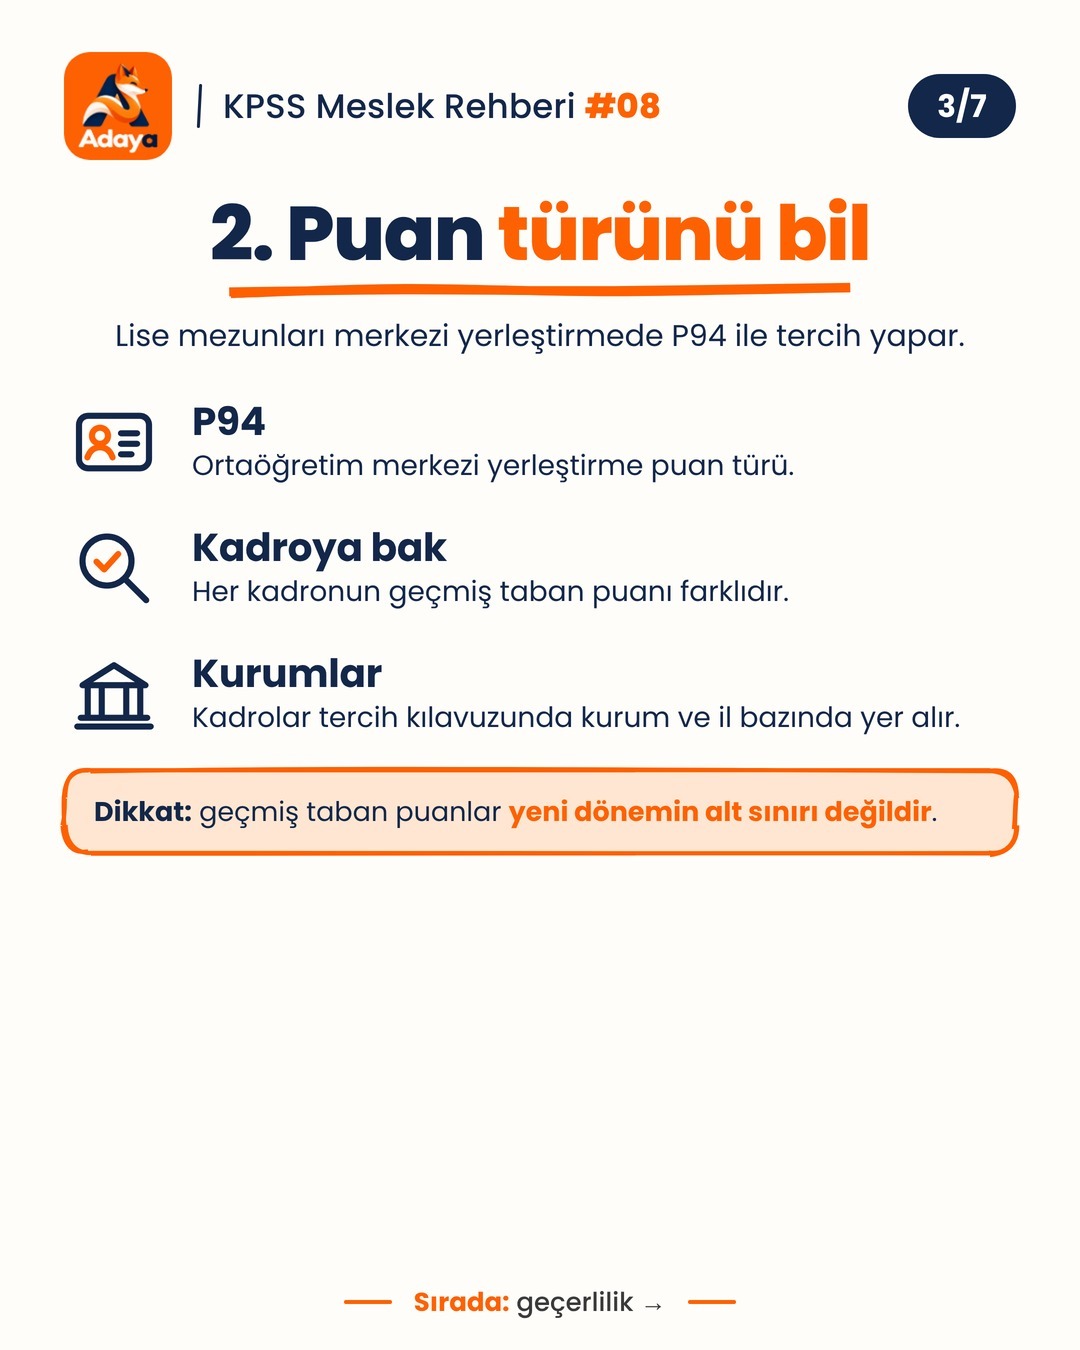 Adaya
KPSS Meslek Rehberi #08
3/7
2. Puan türünü bil
Lise mezunları merkezi yerleştirmede P94 ile tercih yapar.
P94
Ortaöğretim merkezi yerleştirme puan türü.
Kadroya bak
Her kadronun geçmiş taban puanı farklıdır.
Kurumlar
Kadrolar tercih kılavuzunda kurum ve il bazında yer alır.
Dikkat: geçmiş taban puanlar yeni dönemin alt sınırı değildir.
Sırada: geçerlilik →